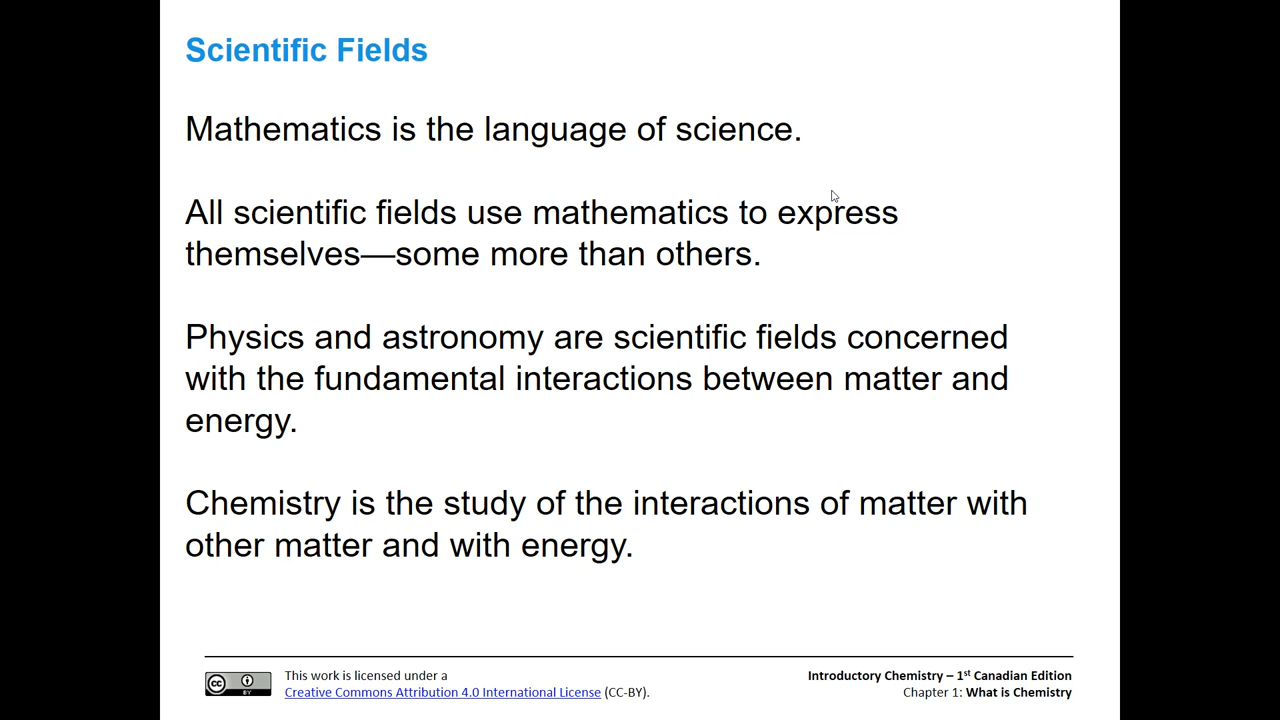 Scientific Fields
Mathematics is the language of science.
All scientific fields use mathematics to express
themselves—some more than others.
Physics and astronomy are scientific fields concerned
with the fundamental interactions between matter and
energy.
Chemistry is the study of the interactions of matter with
other matter and with energy.
cc BY
This work is licensed under a
Creative Commons Attribution 4.0 International License (CC-BY).
Introductory Chemistry – 1st Canadian Edition
Chapter 1: What is Chemistry